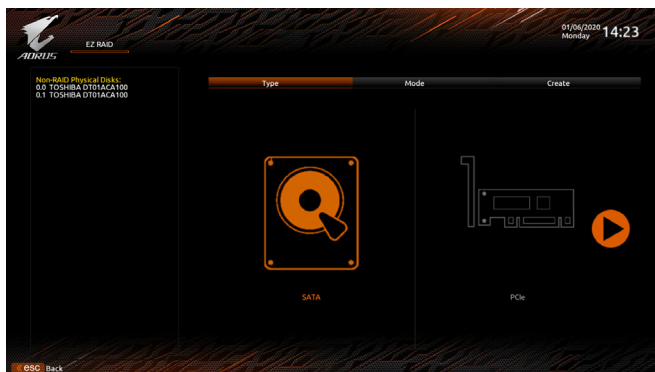 AORUS
EZ RAID
01/06/2020
Monday
14:23
Non-RAID Physical Disks:
0.0 TOSHIBA DT01ACA100
0.1 TOSHIBA DT01ACA100
Type
Mode
Create
SATA
PCIe
esc Back